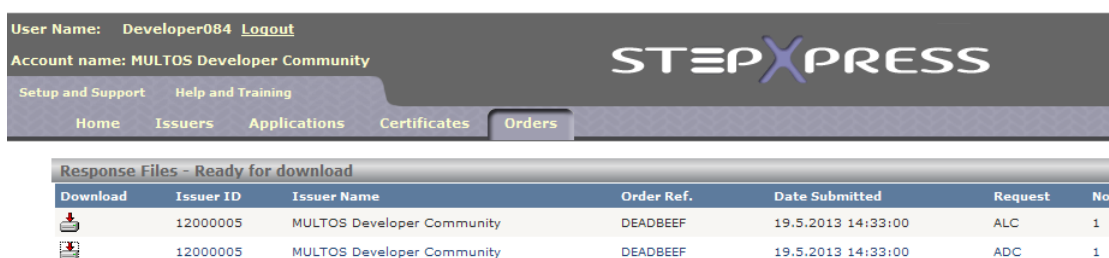 User Name: Developer084 Logout
Account name: MULTOS Developer Community
STEPXPRESS
Setup and Support Help and Training
Home Issuers Applications Certificates Orders
Response Files - Ready for download
Download Issuer ID Issuer Name Order Ref. Date Submitted Request No
12000005 MULTOS Developer Community DEADBEEF 19.5.2013 14:33:00 ALC 1
12000005 MULTOS Developer Community DEADBEEF 19.5.2013 14:33:00 ADC 1